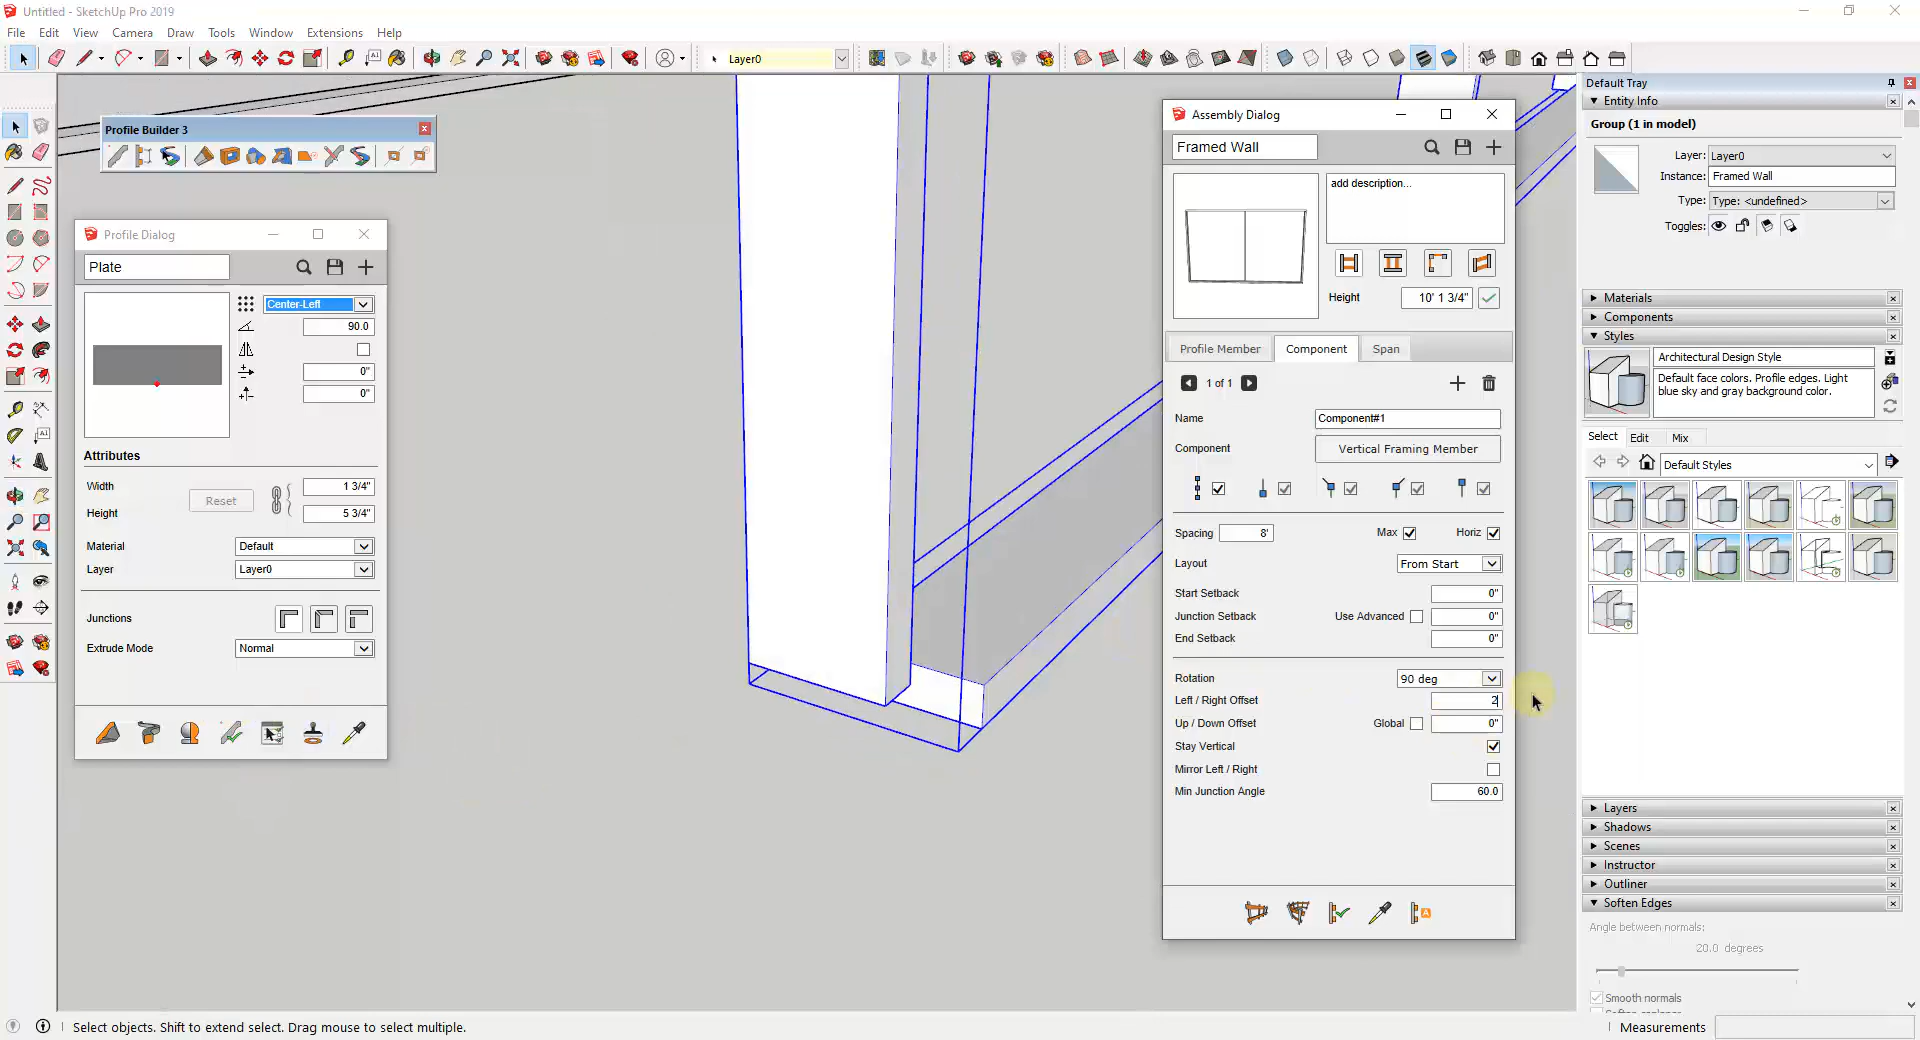 Untitled - SketchUp Pro 2019
File Edit View Camera Draw Tools Window Extensions Help
Layer0
Profile Builder 3
Profile Dialog
Plate
Center-Left
90.0
0"
0"
Attributes
Width 1 3/4"
Reset
Height 5 3/4"
Material Default
Layer Layer0
Junctions
Extrude Mode Normal
Assembly Dialog
Framed Wall
add description...
Height 10' 1 3/4"
Profile Member Component Span
1 of 1
Name Component#1
Component Vertical Framing Member
Spacing 8' Max Horiz
Layout From Start
Start Setback 0"
Junction Setback Use Advanced 0"
End Setback 0"
Rotation 90 deg
Left / Right Offset 2
Up / Down Offset Global 0"
Stay Vertical
Mirror Left / Right
Min Junction Angle 60.0
Default Tray
Entity Info
Group (1 in model)
Layer: Layer0
Instance: Framed Wall
Type: Type: <undefined>
Toggles:
Materials
Components
Styles
Architectural Design Style
Default face colors. Profile edges. Light
blue sky and gray background color.
Select Edit Mix
Default Styles
Layers
Shadows
Scenes
Instructor
Outliner
Soften Edges
Angle between normals:
20.0 degrees
Smooth normals
Select objects. Shift to extend select. Drag mouse to select multiple.
Measurements